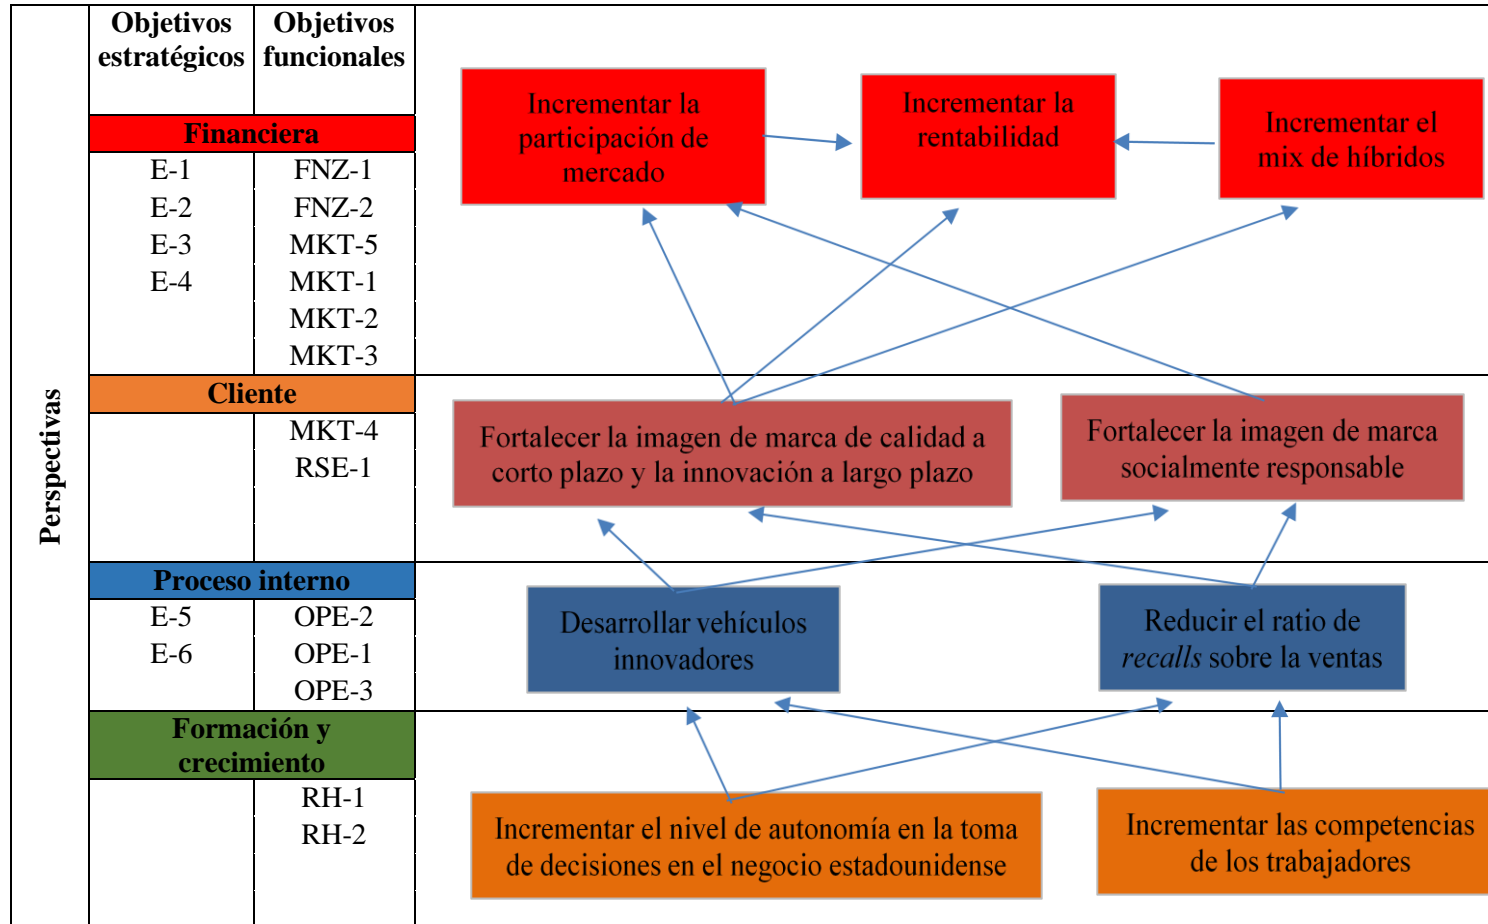 Perspectivas
Objetivos estratégicos
Objetivos funcionales
Financiera
E-1 FNZ-1
E-2 FNZ-2
E-3 MKT-5
E-4 MKT-1
MKT-2
MKT-3
Incrementar la
participación de
mercado
Incrementar la
rentabilidad
Incrementar el
mix de híbridos
Cliente
MKT-4
RSE-1
Fortalecer la imagen de marca de calidad a
corto plazo y la innovación a largo plazo
Fortalecer la imagen de marca
socialmente responsable
Proceso interno
E-5 OPE-2
E-6 OPE-1
OPE-3
Desarrollar vehículos
innovadores
Reducir el ratio de
recalls sobre la ventas
Formación y
crecimiento
RH-1
RH-2
Incrementar el nivel de autonomía en la toma
de decisiones en el negocio estadounidense
Incrementar las competencias
de los trabajadores